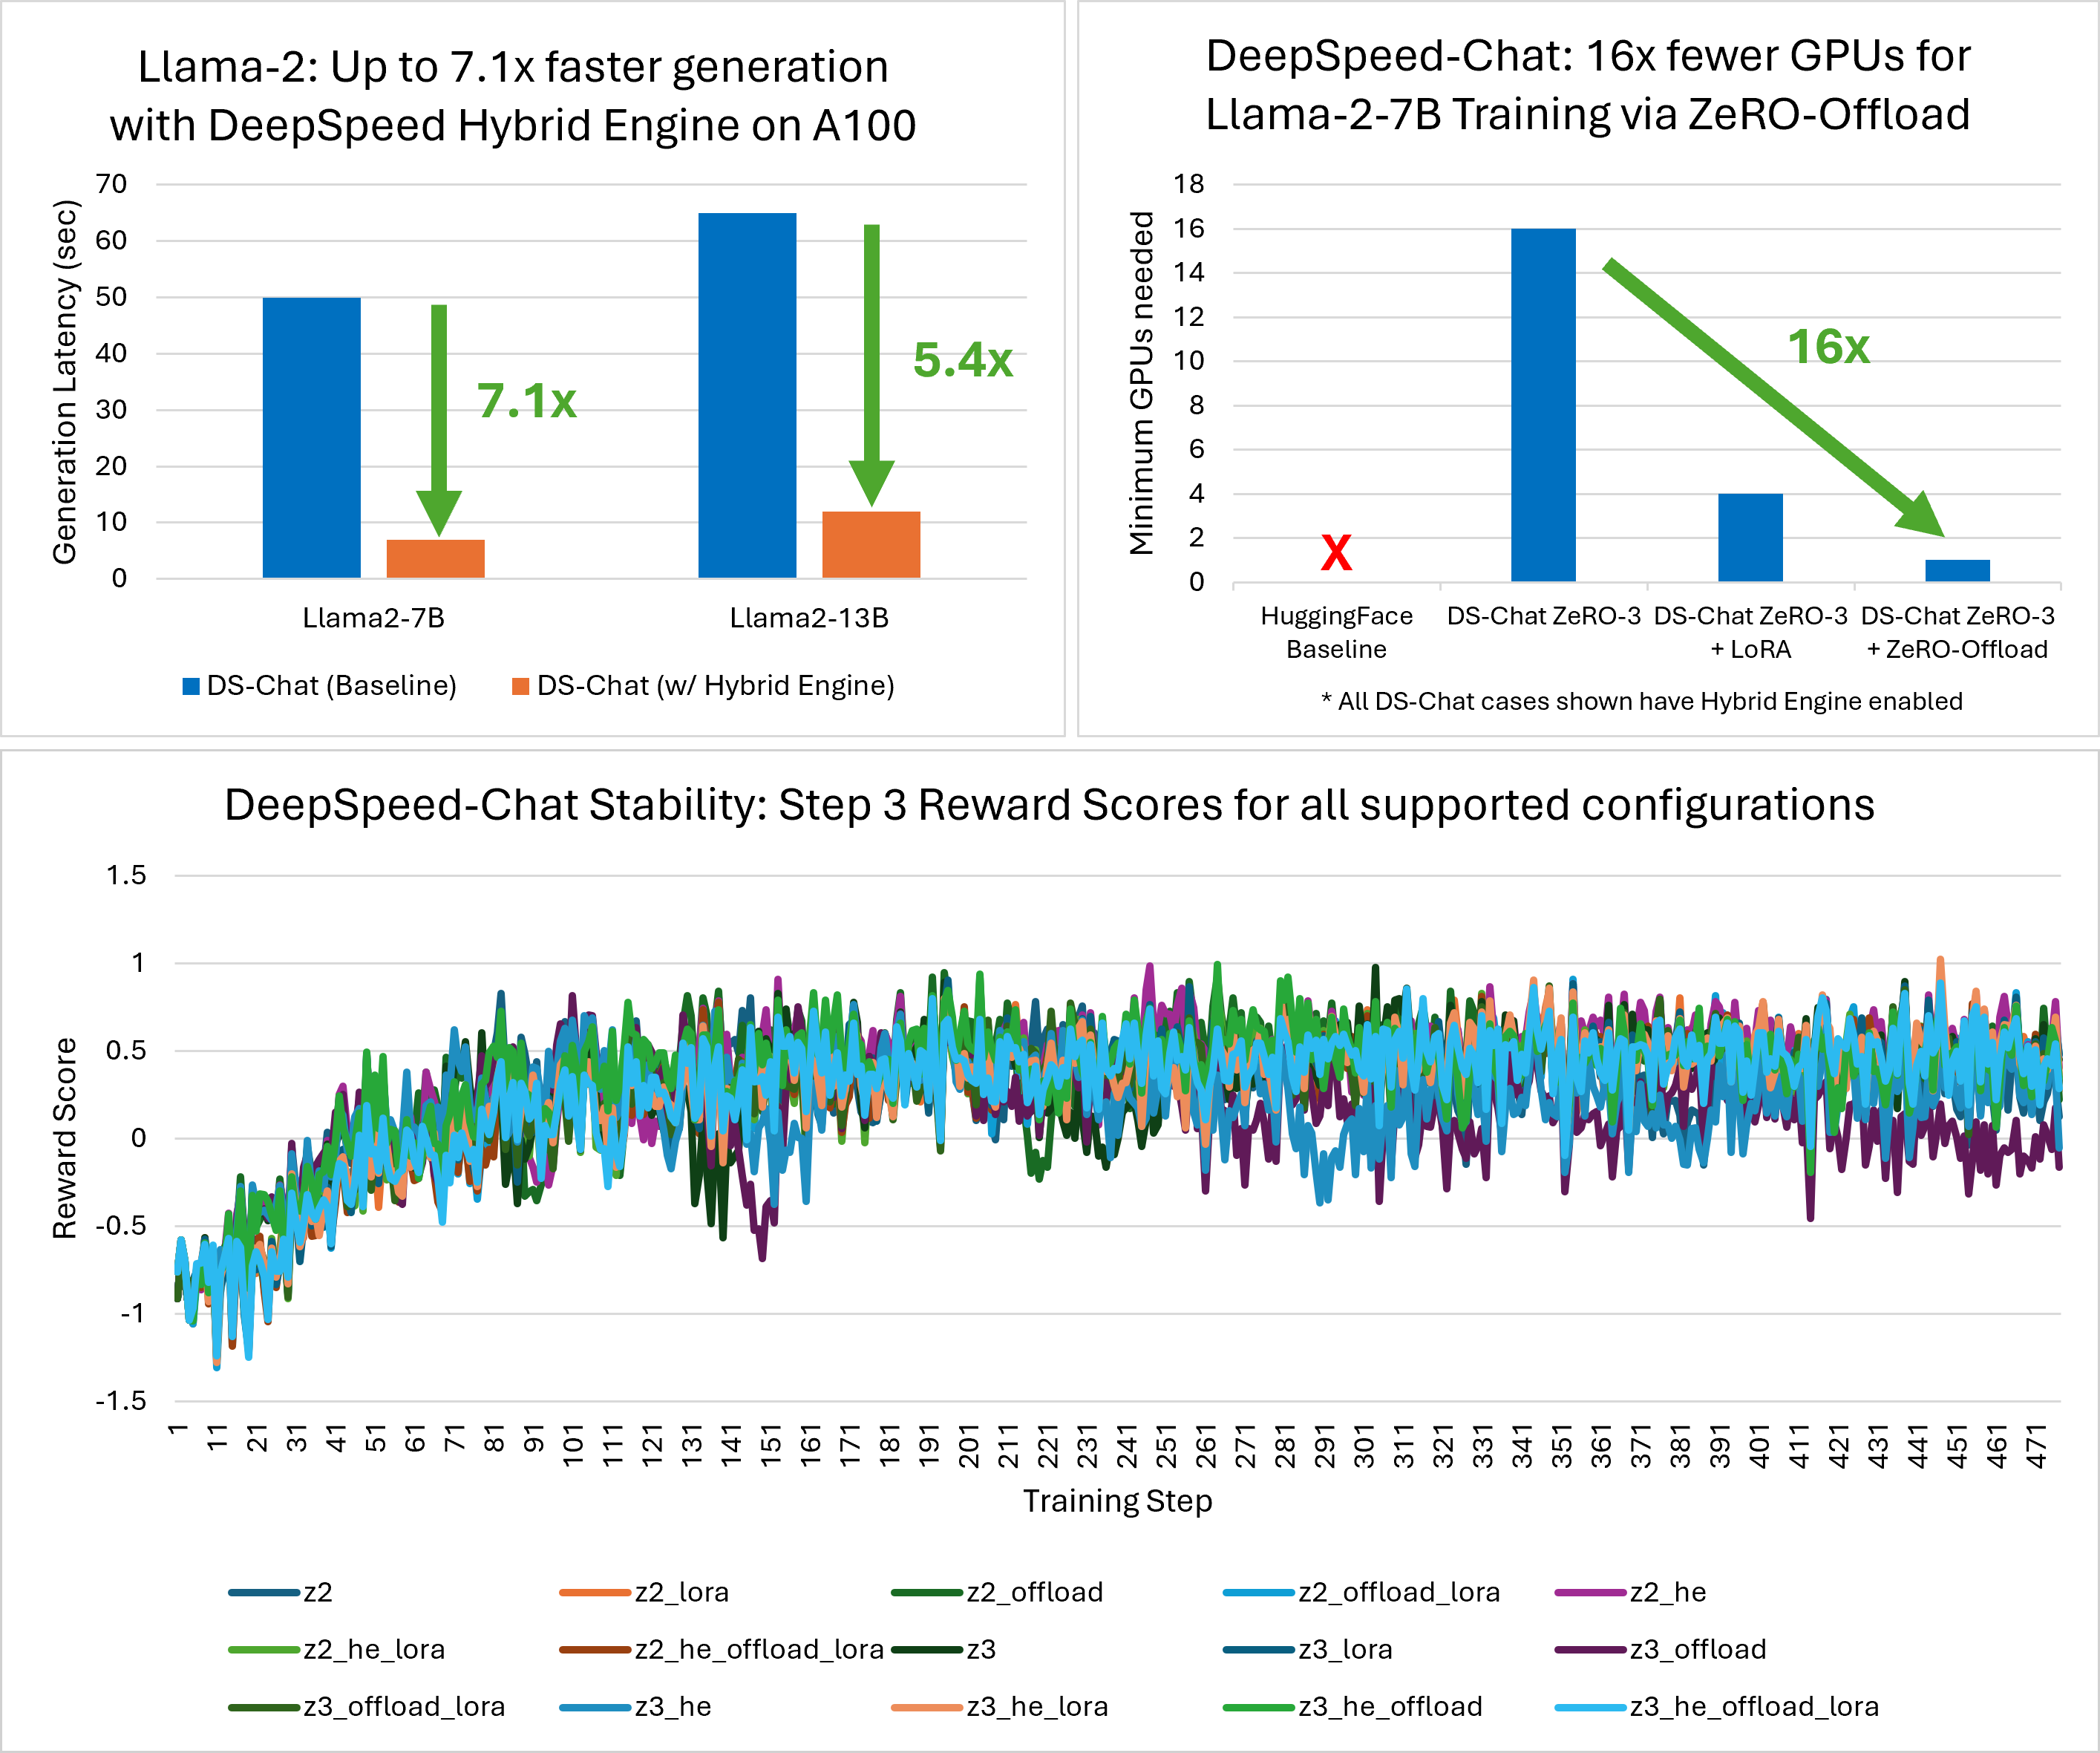 Llama-2: Up to 7.1x faster generation
with DeepSpeed Hybrid Engine on A100
Generation Latency (sec)
70
60
50
40
30
20
10
0
7.1x
5.4x
Llama2-7B
Llama2-13B
DS-Chat (Baseline)
DS-Chat (w/ Hybrid Engine)
DeepSpeed-Chat: 16x fewer GPUs for
Llama-2-7B Training via ZeRO-Offload
Minimum GPUs needed
18
16
14
12
10
8
6
4
2
0
X
16x
HuggingFace
Baseline
DS-Chat ZeRO-3
DS-Chat ZeRO-3
+ LoRA
DS-Chat ZeRO-3
+ ZeRO-Offload
* All DS-Chat cases shown have Hybrid Engine enabled
DeepSpeed-Chat Stability: Step 3 Reward Scores for all supported configurations
Reward Score
1.5
1
0.5
0
-0.5
-1
-1.5
1 11 21 31 41 51 61 71 81 91 101 111 121 131 141 151 161 171 181 191 201 211 221 231 241 251 261 271 281 291 301 311 321 331 341 351 361 371 381 391 401 411 421 431 441 451 461 471
Training Step
z2 z2_lora z2_offload z2_offload_lora z2_he
z2_he_lora z2_he_offload_lora z3 z3_lora z3_offload
z3_offload_lora z3_he z3_he_lora z3_he_offload z3_he_offload_lora